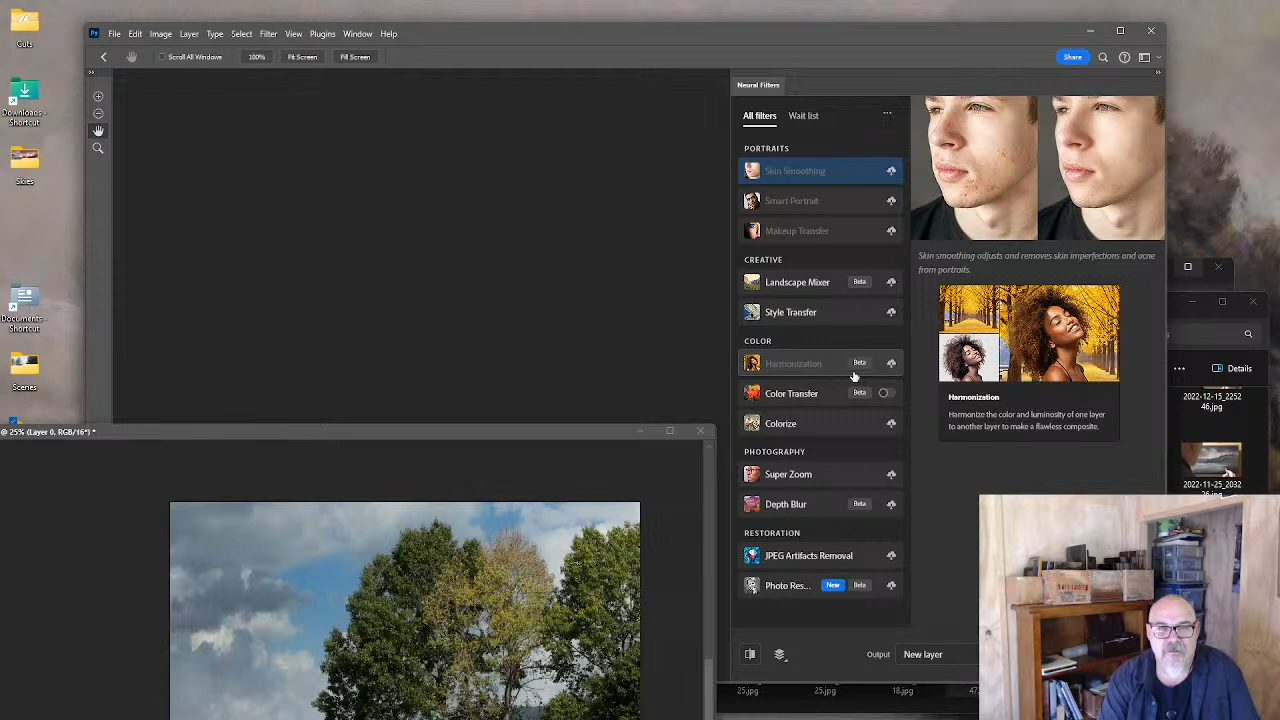 Cuts
Downloads -
Shortcut
Skies
Documents -
Shortcut
Scenes
Ps File Edit Image Layer Type Select Filter View Plugins Window Help
Scroll All Windows 100% Fit Screen Fill Screen Share
Neural Filters
All filters Wait list
PORTRAITS
Skin Smoothing
Smart Portrait
Makeup Transfer
CREATIVE
Landscape Mixer Beta
Style Transfer
COLOR
Harmonization Beta
Color Transfer Beta
Colorize
PHOTOGRAPHY
Super Zoom
Depth Blur Beta
RESTORATION
JPEG Artifacts Removal
Photo Res... New Beta
Output New layer
Skin smoothing adjusts and removes skin imperfections and acne
from portraits.
Harmonization
Harmonize the color and luminosity of one layer
to another layer to make a flawless composite.
@ 25% (Layer 0, RGB/16*) *
Details
2022-12-15_2252
46.jpg
2022-11-25_2032
26.jpg
25.jpg 25.jpg 18.jpg 47.